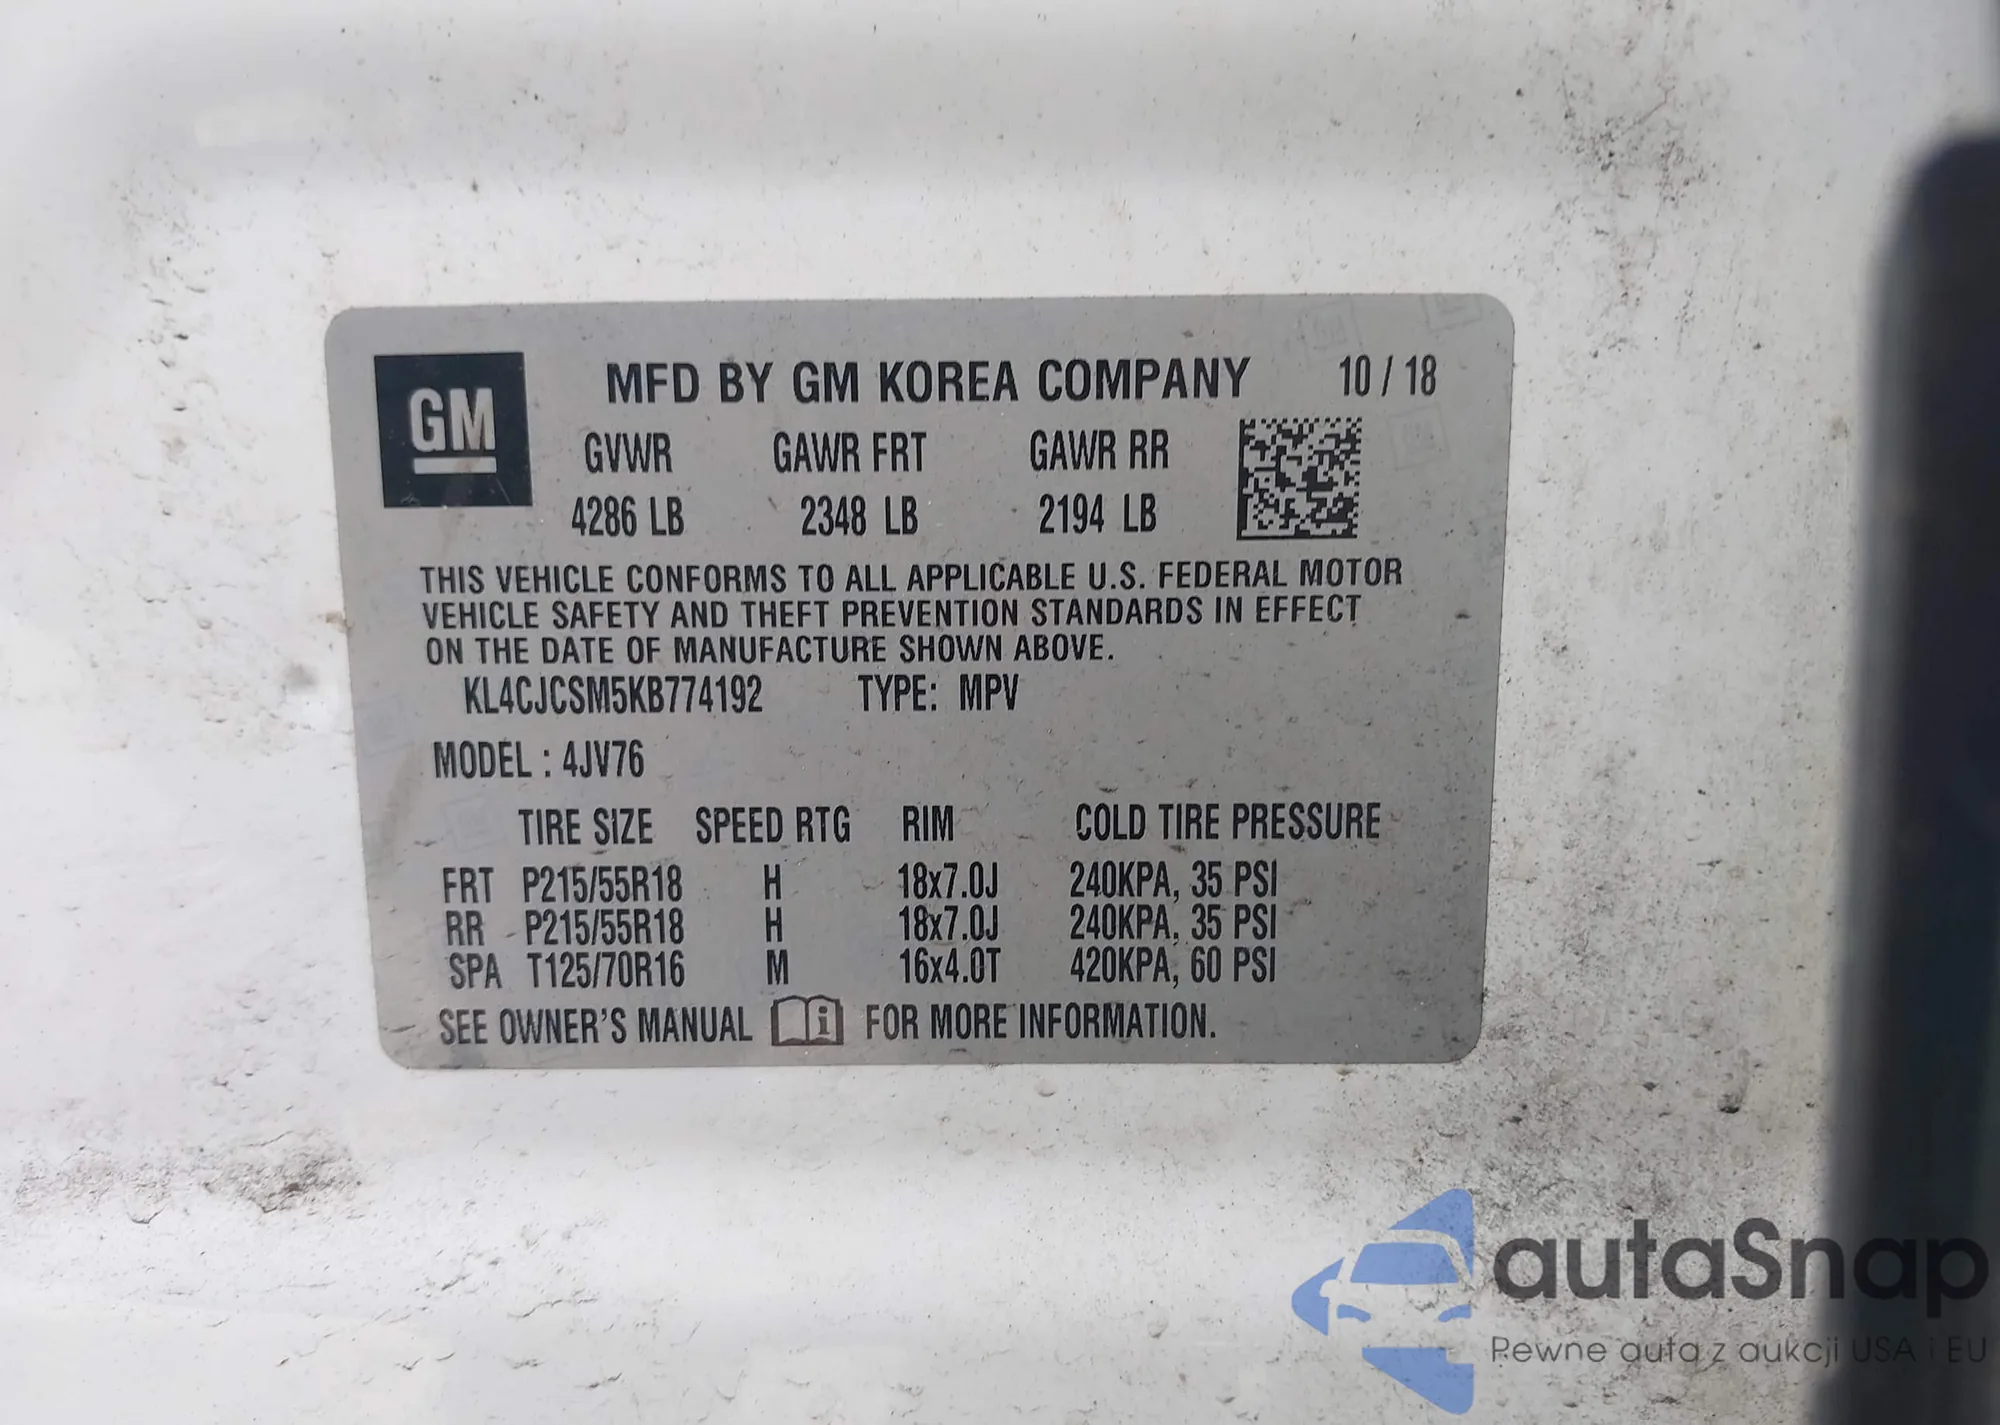 GM
MFD BY GM KOREA COMPANY 10 / 18
GVWR GAWR FRT GAWR RR
4286 LB 2348 LB 2194 LB
THIS VEHICLE CONFORMS TO ALL APPLICABLE U.S. FEDERAL MOTOR
VEHICLE SAFETY AND THEFT PREVENTION STANDARDS IN EFFECT
ON THE DATE OF MANUFACTURE SHOWN ABOVE.
KL4CJCSM5KB774192 TYPE: MPV
MODEL : 4JV76
TIRE SIZE SPEED RTG RIM COLD TIRE PRESSURE
FRT P215/55R18 H 18x7.0J 240KPA, 35 PSI
RR P215/55R18 H 18x7.0J 240KPA, 35 PSI
SPA T125/70R16 M 16x4.0T 420KPA, 60 PSI
SEE OWNER'S MANUAL i FOR MORE INFORMATION.
autaSnap
Pewne auta z aukcji USA i EU